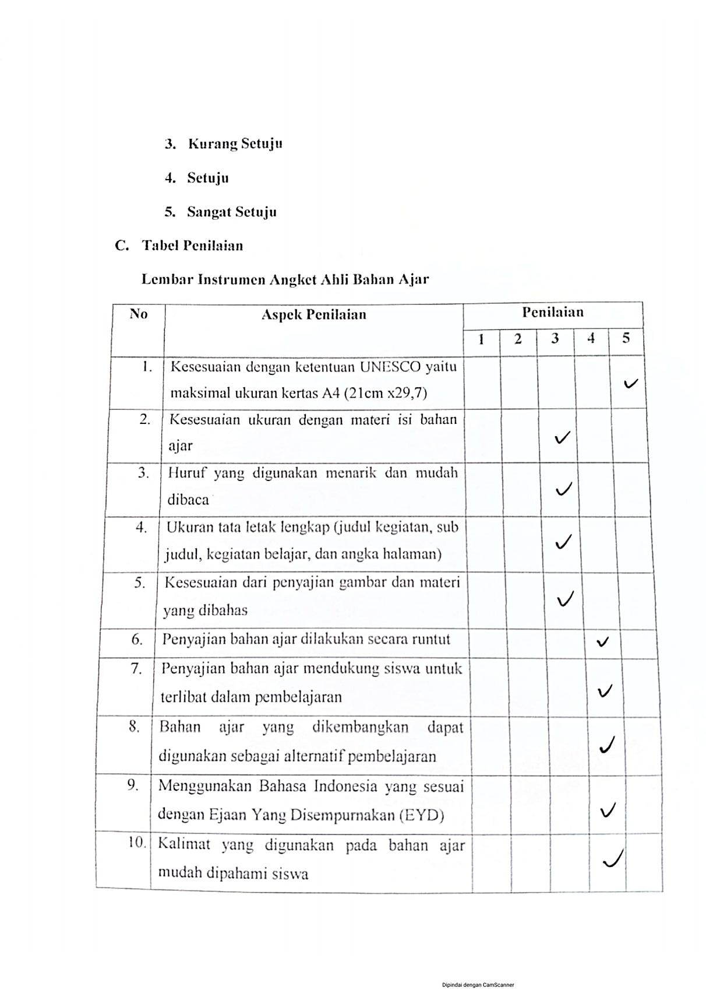 3. Kurang Setuju
4. Setuju
5. Sangat Setuju
C. Tabel Penilaian
Lembar Instrumen Angket Ahli Bahan Ajar
No Aspek Penilaian Penilaian
1 2 3 4 5
1. Kesesuaian dengan ketentuan UNESCO yaitu
maksimal ukuran kertas A4 (21cm x29,7) ✓
2. Kesesuaian ukuran dengan materi isi bahan
ajar ✓
3. Huruf yang digunakan menarik dan mudah
dibaca ✓
4. Ukuran tata letak lengkap (judul kegiatan, sub
judul, kegiatan belajar, dan angka halaman) ✓
5. Kesesuaian dari penyajian gambar dan materi
yang dibahas ✓
6. Penyajian bahan ajar dilakukan secara runtut ✓
7. Penyajian bahan ajar mendukung siswa untuk
terlibat dalam pembelajaran ✓
8. Bahan ajar yang dikembangkan dapat
digunakan sebagai alternatif pembelajaran ✓
9. Menggunakan Bahasa Indonesia yang sesuai
dengan Ejaan Yang Disempurnakan (EYD) ✓
10. Kalimat yang digunakan pada bahan ajar
mudah dipahami siswa ✓
Dipindai dengan CamScanner